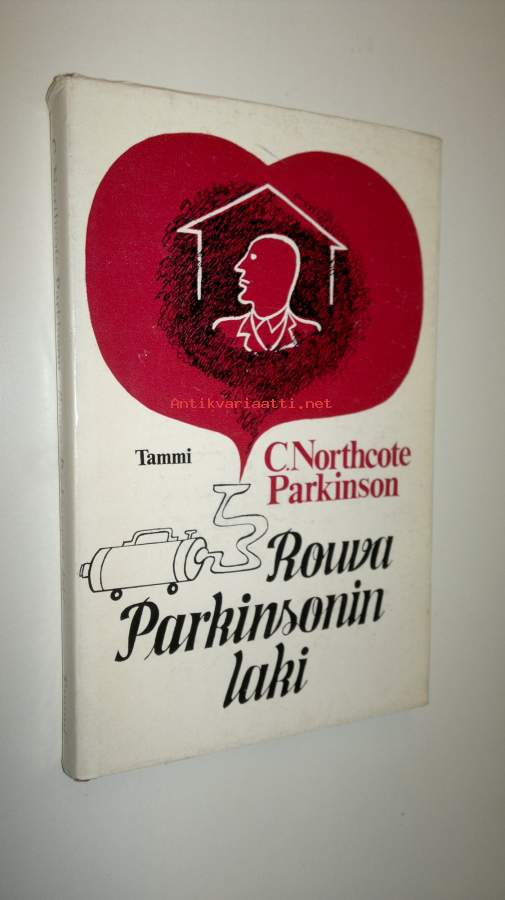 Antikvariaatti.net
Tammi
C.Northcote
Parkinson
Rouva
Parkinsonin
laki